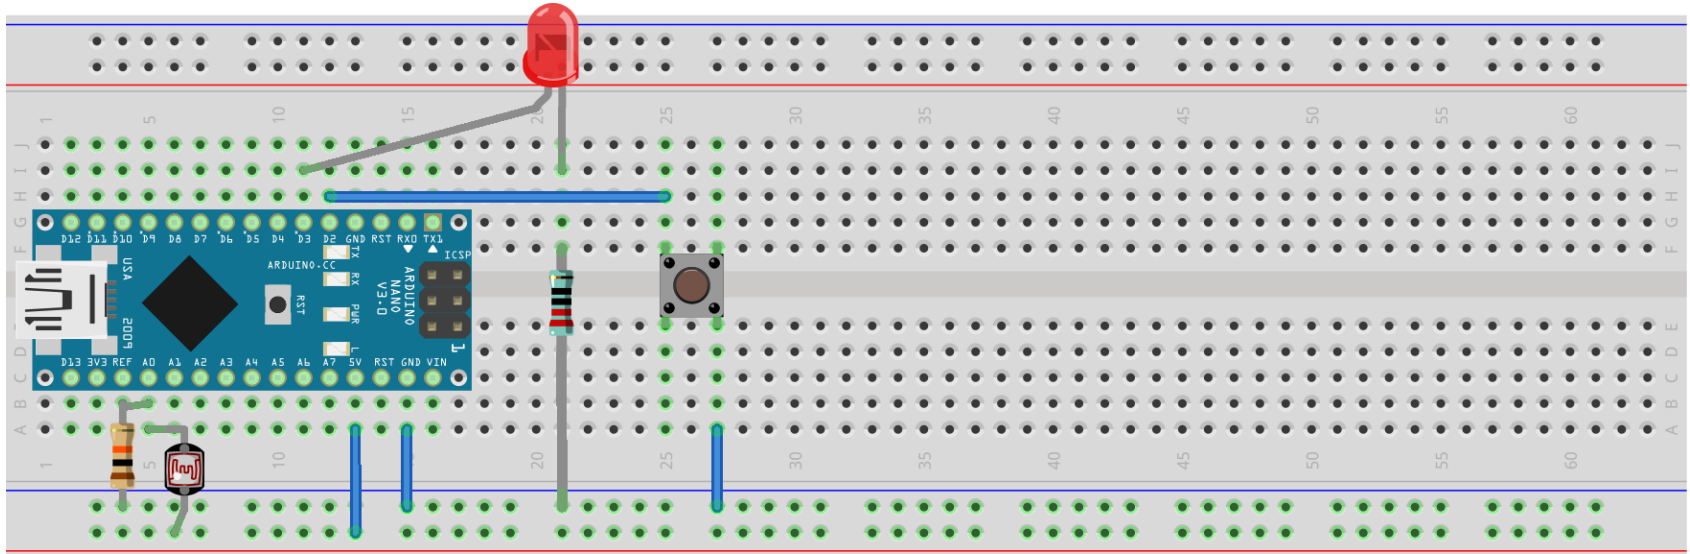 1 5 10 15 20 25 30 35 40 45 50 55 60
J J
I I
H H
G G
D12 D11 D10 D9 D8 D7 D6 D5 D4 D3 D2 GND RST RX0 TX1
F F
TX
ICSP
USA
ARDUINO.CC
RX
ARDUINO
NANO
V3.0
RST
PWR
2009
L
1
E E
D D
D13 3V3 REF A0 A1 A2 A3 A4 A5 A6 A7 5V RST GND VIN
C C
B B
A A
1 5 10 15 20 25 30 35 40 45 50 55 60